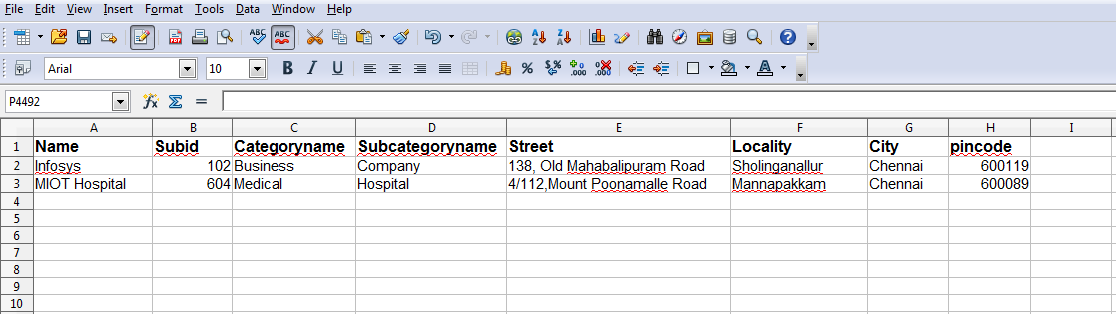 File Edit View Insert Format Tools Data Window Help
ABC ABC
Arial 10 B I U
P4492
A B C D E F G H I
1 Name Subid Categoryname Subcategoryname Street Locality City pincode
2 Infosys 102 Business Company 138, Old Mahabalipuram Road Sholinganallur Chennai 600119
3 MIOT Hospital 604 Medical Hospital 4/112,Mount Poonamalle Road Mannapakkam Chennai 600089
4
5
6
7
8
9
10